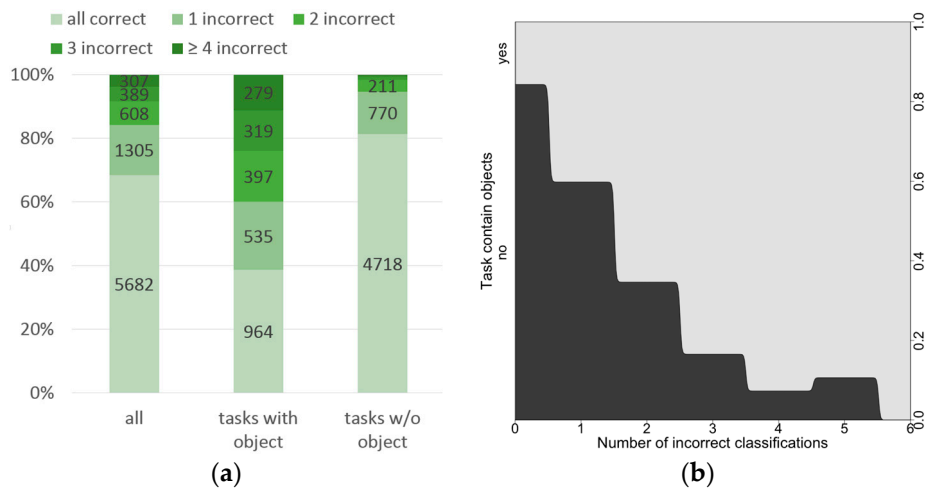 all correct 1 incorrect 2 incorrect
3 incorrect ≥ 4 incorrect
100%
80%
60%
40%
20%
0%
307
389
608
1305
5682
279
319
397
535
964
211
770
4718
all
tasks with object
tasks w/o object
(a)
Task contain objects
no
yes
0.0 0.2 0.4 0.6 0.8 1.0
0 1 2 3 4 5 6
Number of incorrect classifications
(b)